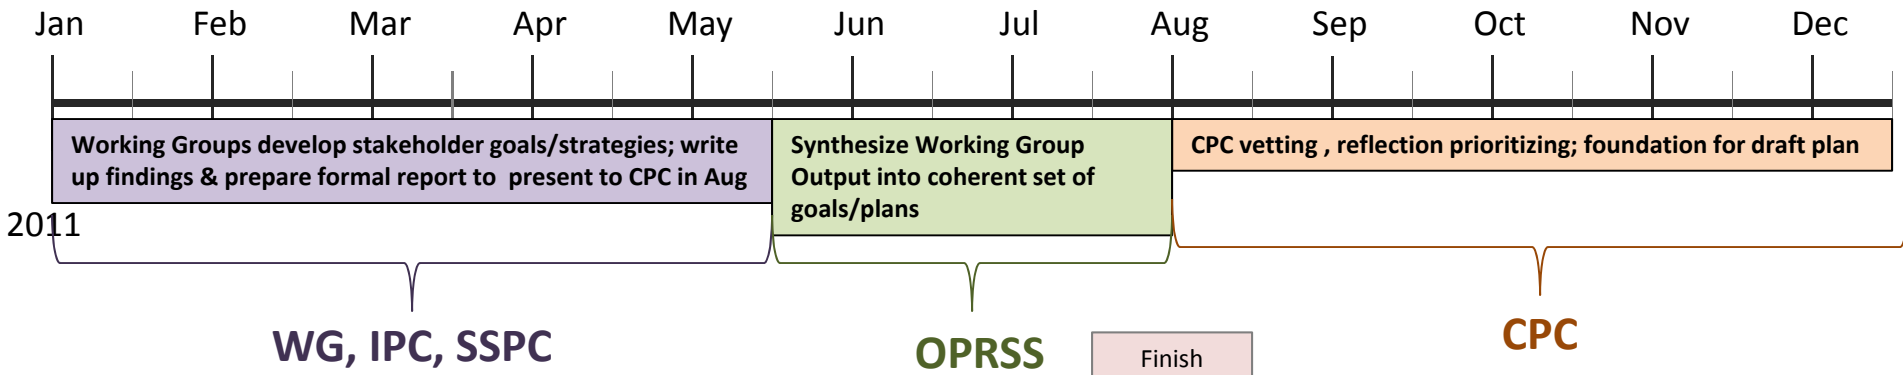 Jan Feb Mar Apr May Jun Jul Aug Sep Oct Nov Dec
Working Groups develop stakeholder goals/strategies; write
up findings & prepare formal report to present to CPC in Aug
Synthesize Working Group
Output into coherent set of
goals/plans
CPC vetting , reflection prioritizing; foundation for draft plan
2011
WG, IPC, SSPC
OPRSS
Finish
CPC